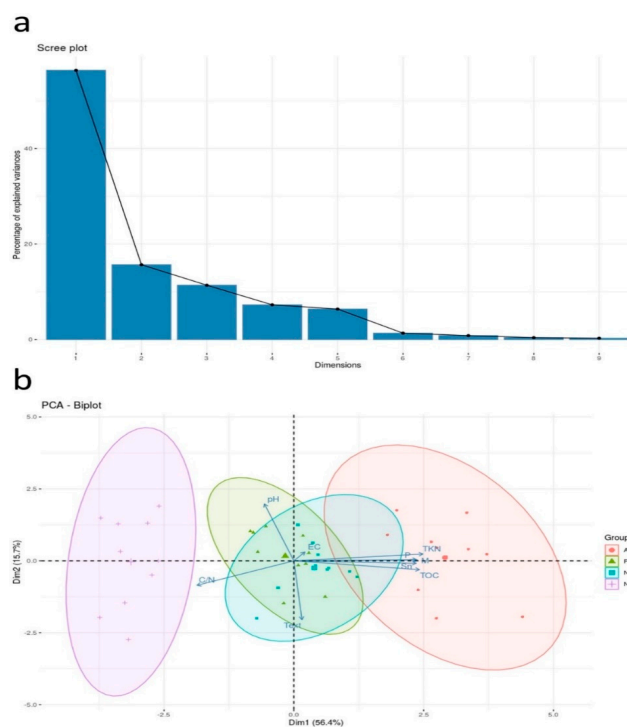 a
Scree plot
Percentage of explained variances
40
20
0
1 2 3 4 5 6 7 8 9
Dimensions
b
PCA - Biplot
Dim2 (15.7%)
5.0
2.5
0.0
-2.5
-5.0
pH
EC
P
TKN
M
Sn
TOC
C/N
Text
-2.5 0.0 2.5 5.0
Dim1 (56.4%)
Group
A
F
N
N